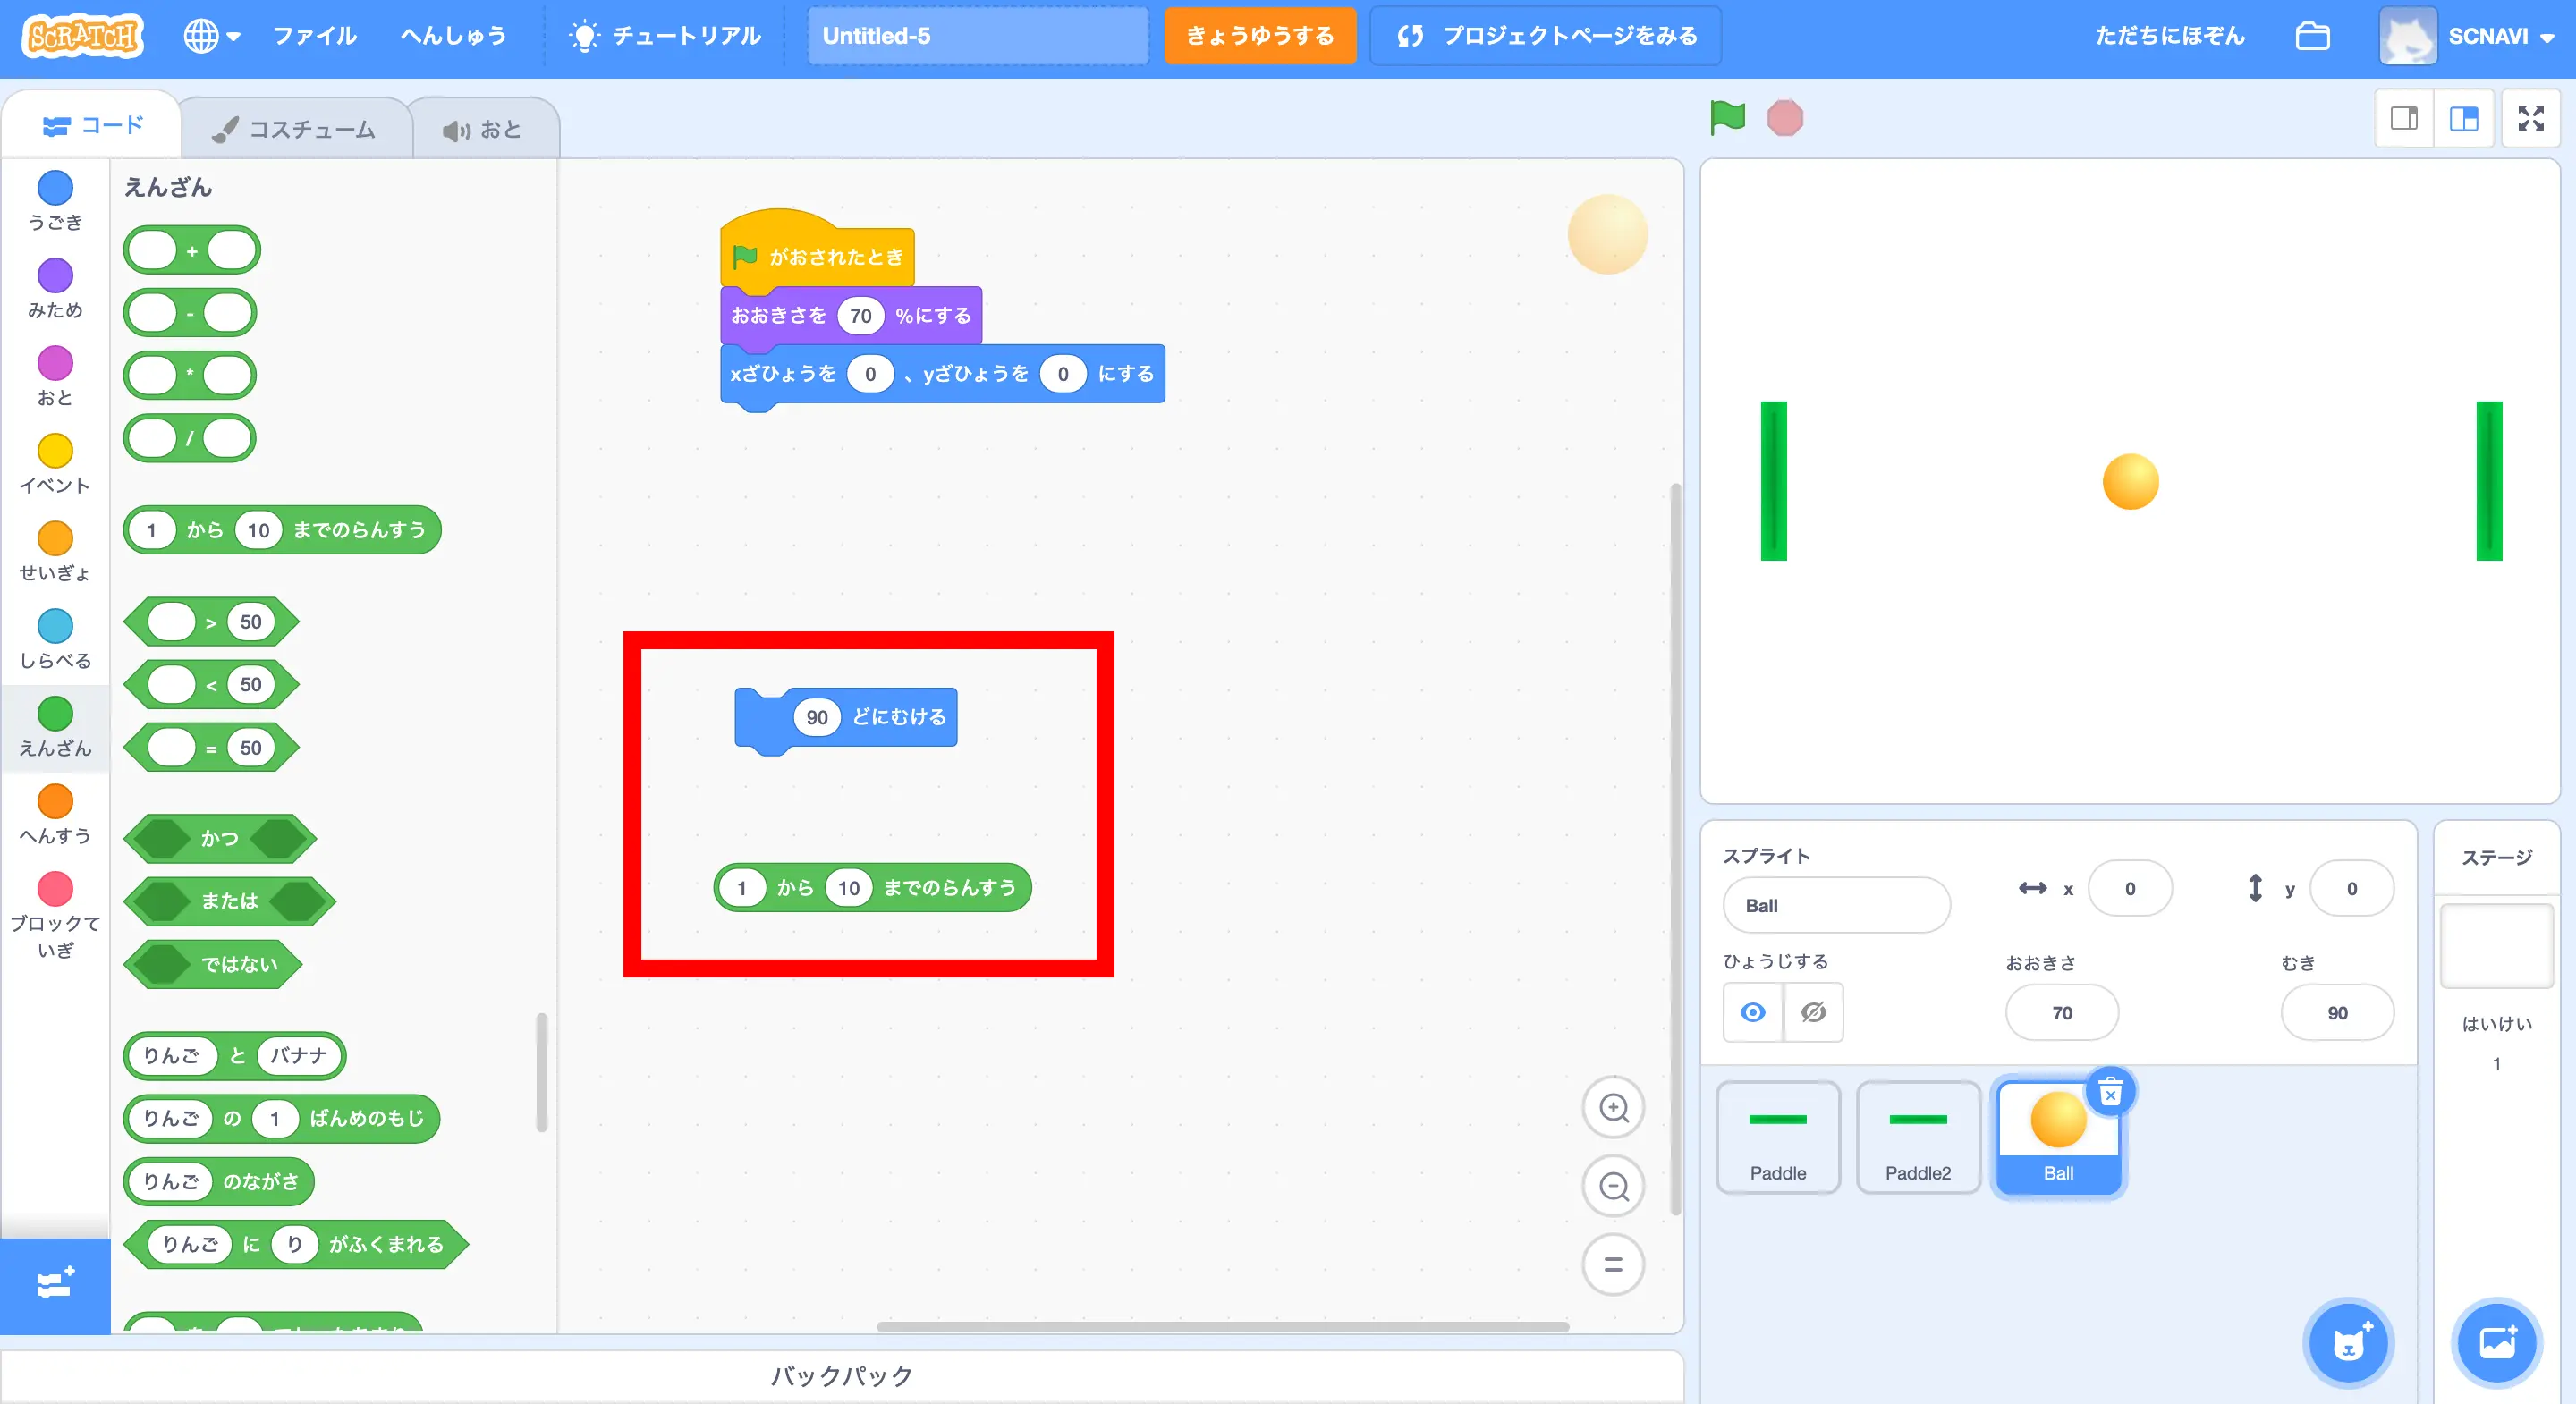 SCRATCH
ファイル
へんしゅう
チュートリアル
Untitled-5
きょうゆうする
プロジェクトページをみる
ただちにほぞん
SCNAVI
コード
コスチューム
おと
うごき
みため
おと
イベント
せいぎょ
しらべる
えんざん
へんすう
ブロックて
いぎ
えんざん
+
-
*
/
1 から 10 までのらんすう
> 50
< 50
= 50
かつ
または
ではない
りんご と バナナ
りんご の 1 ばんめのもじ
りんご のながさ
りんご に り がふくまれる
がおされたとき
おおきさを 70 %にする
xざひょうを 0 、yざひょうを 0 にする
90 どにむける
1 から 10 までのらんすう
バックパック
スプライト
Ball
x 0
y 0
ひょうじする
おおきさ
70
むき
90
Paddle
Paddle2
Ball
ステージ
はいけい
1